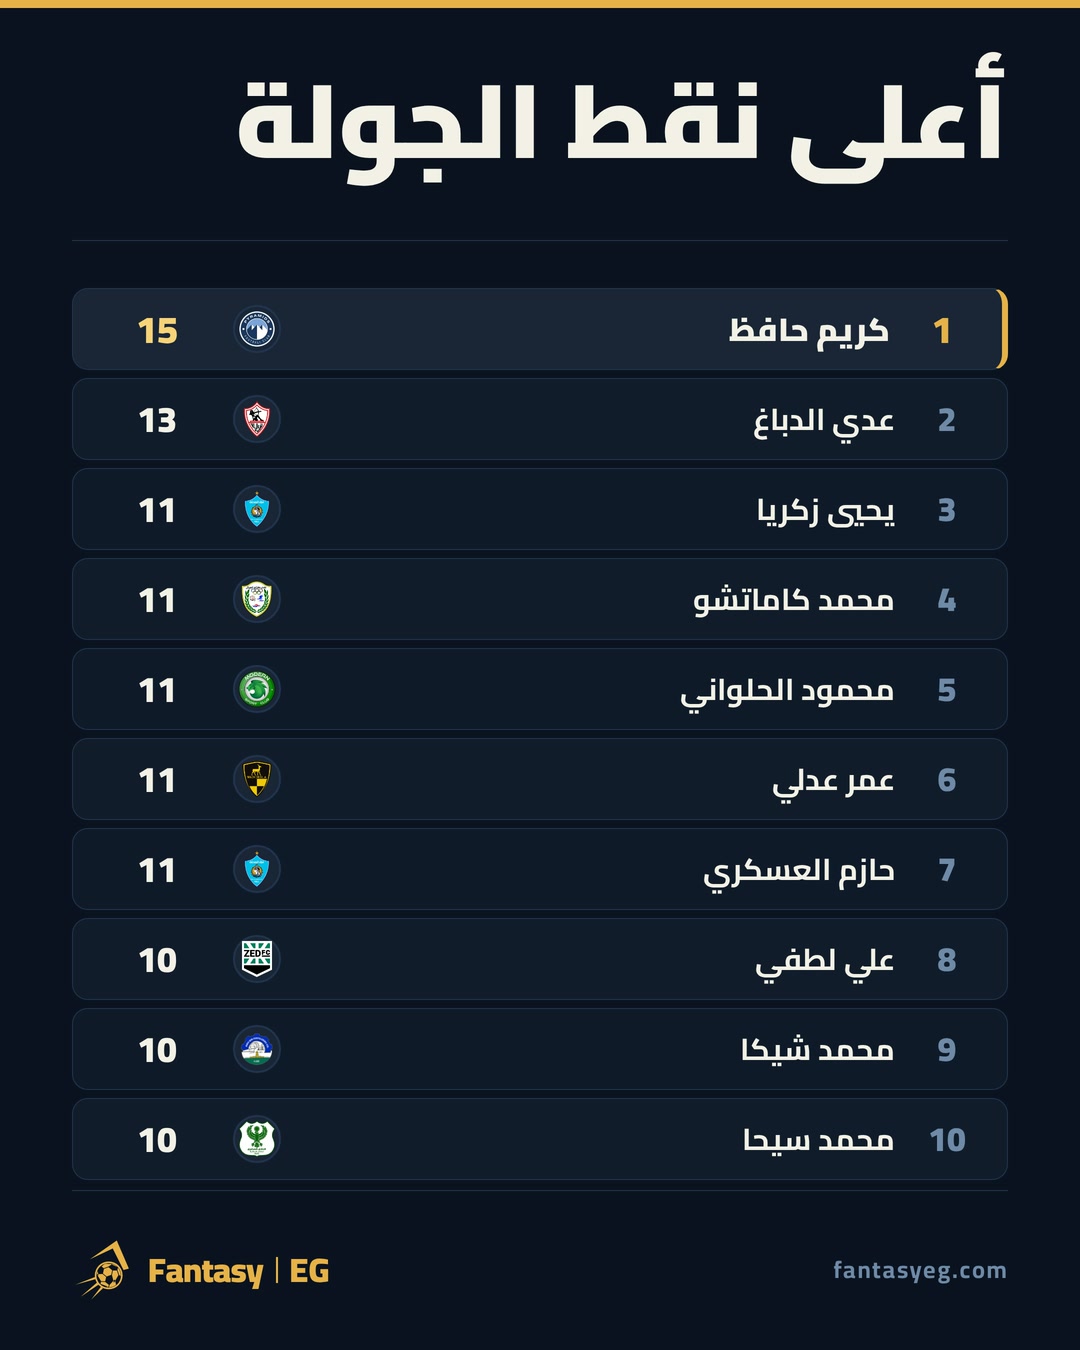 أعلى نقط الجولة
1 كريم حافظ 15
2 عدي الدباغ 13
3 يحيى زكريا 11
4 محمد كاماتشو 11
5 محمود الحلواني 11
6 عمر عدلي 11
7 حازم العسكري 11
8 علي لطفي ZED FC 10
9 محمد شيكا 10
10 محمد سيحا 10
Fantasy | EG
fantasyeg.com